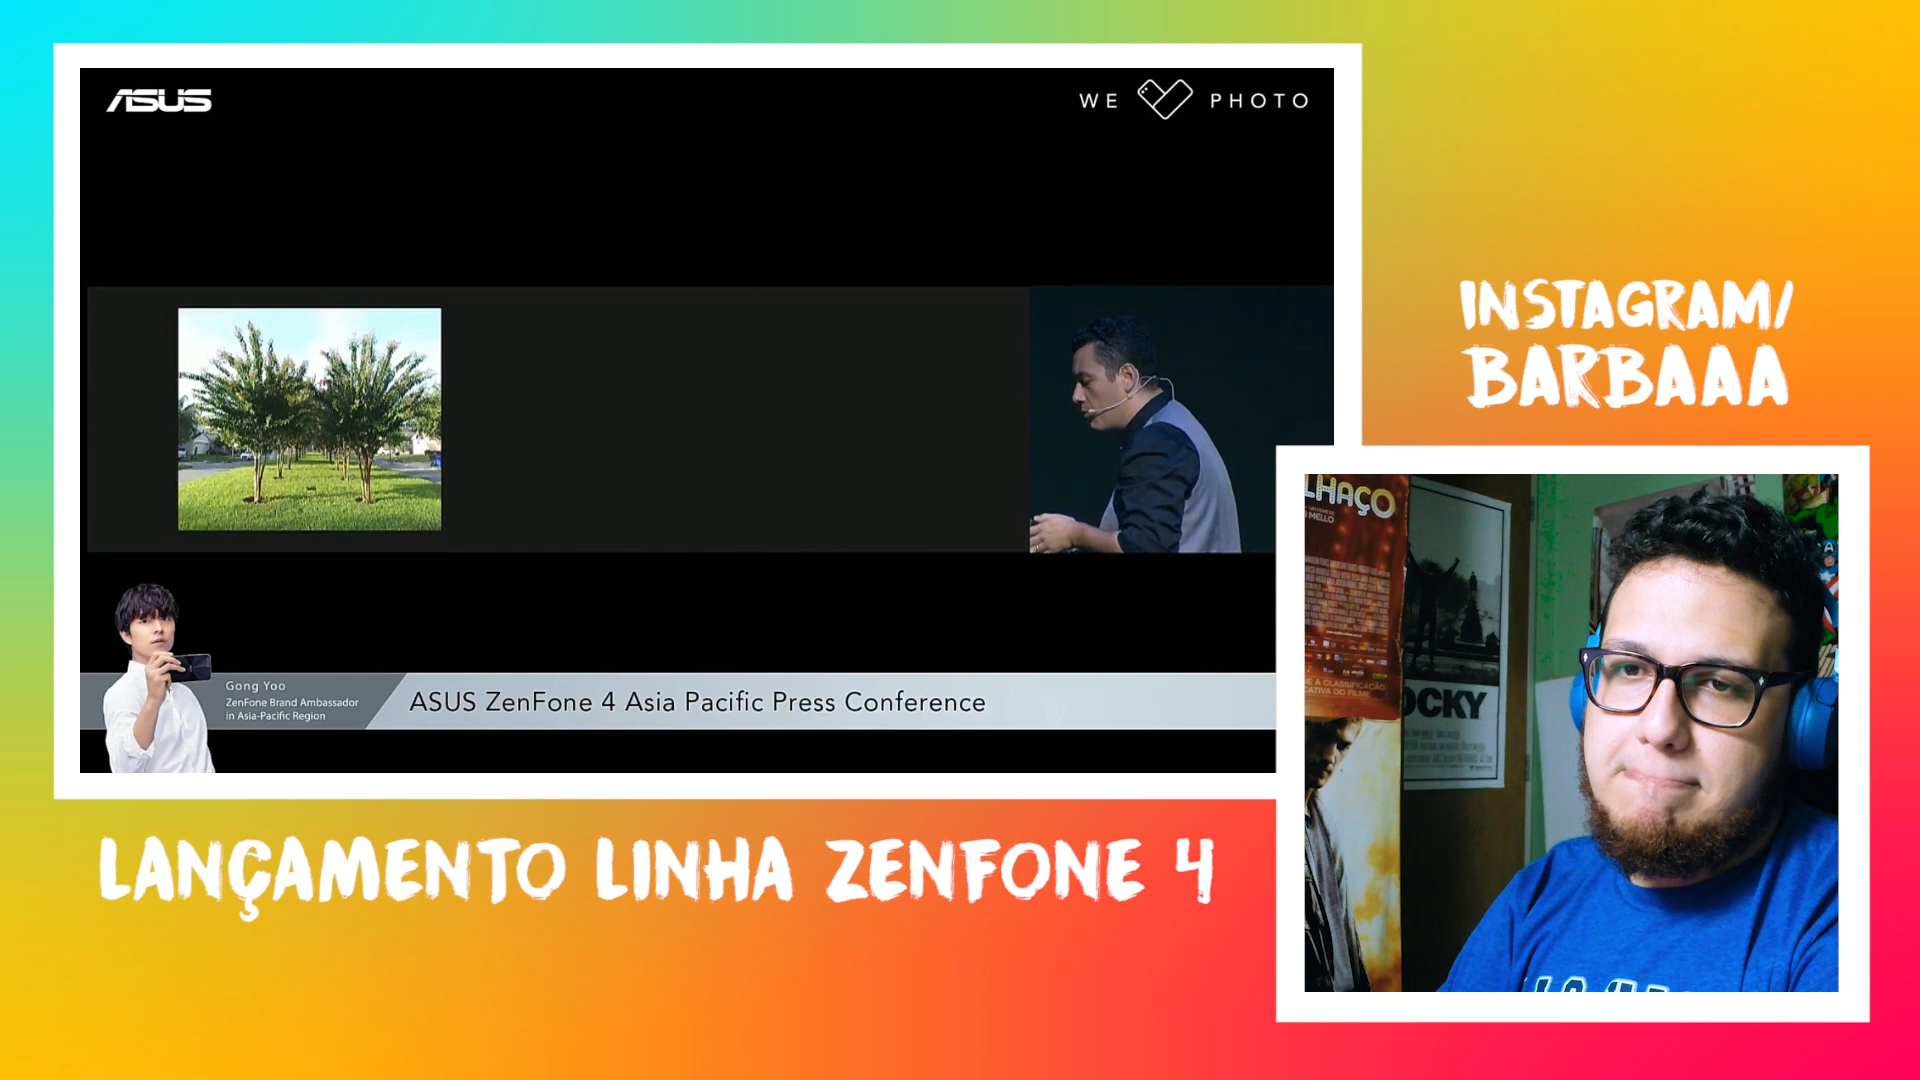 ASUS
WE PHOTO
Gong Yoo
ZenFone Brand Ambassador
in Asia-Pacific Region
ASUS ZenFone 4 Asia Pacific Press Conference
INSTAGRAM/
BARBAAA
LHAÇO
MELLO
OCKY
LANÇAMENTO LINHA ZENFONE 4